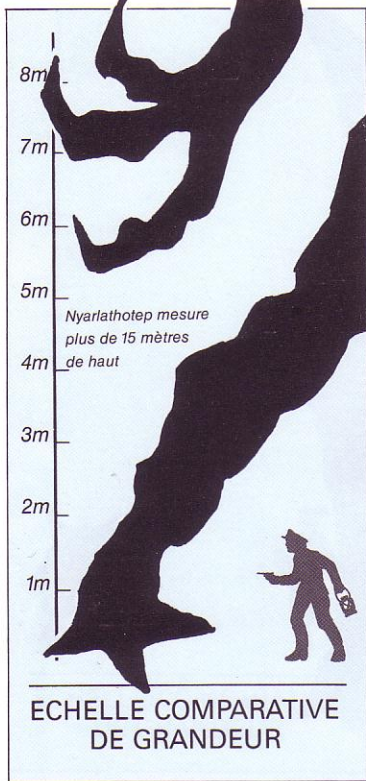 8m
7m
6m
5m
Nyarlathotep mesure
plus de 15 mètres
de haut
4m
3m
2m
1m
ECHELLE COMPARATIVE
DE GRANDEUR